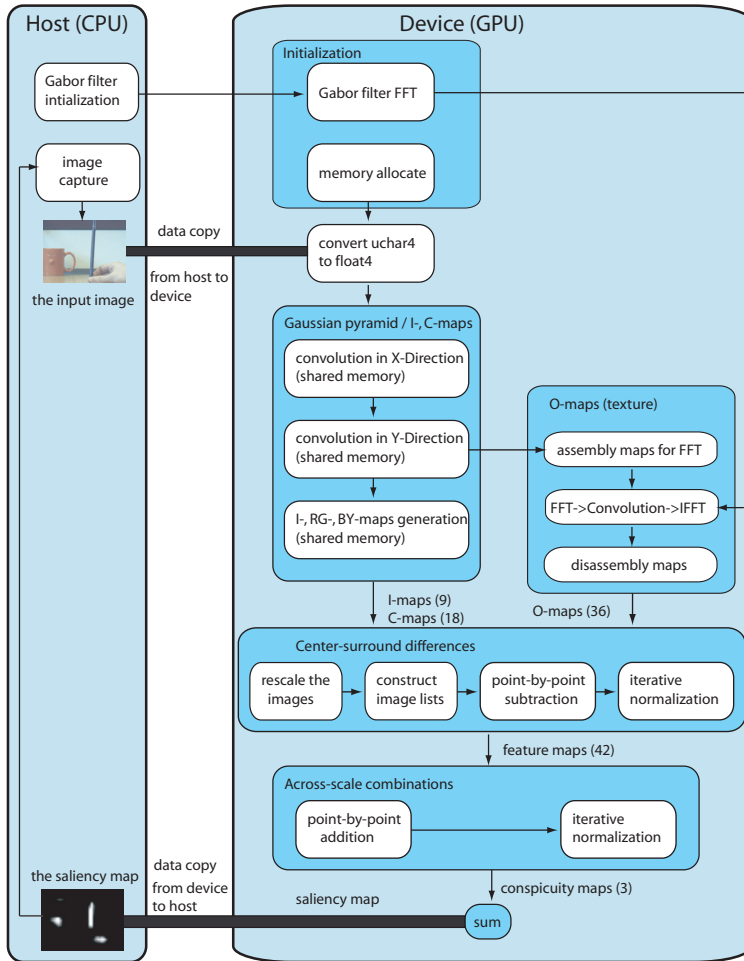 Host (CPU)
Device (GPU)
Initialization
Gabor filter
intialization
Gabor filter FFT
image
capture
memory allocate
data copy
from host to
device
convert uchar4
to float4
the input image
Gaussian pyramid / I-, C-maps
convolution in X-Direction
(shared memory)
convolution in Y-Direction
(shared memory)
I-, RG-, BY-maps generation
(shared memory)
O-maps (texture)
assembly maps for FFT
FFT->Convolution->IFFT
disassembly maps
I-maps (9)
C-maps (18)
O-maps (36)
Center-surround differences
rescale the
images
construct
image lists
point-by-point
subtraction
iterative
normalization
feature maps (42)
Across-scale combinations
point-by-point
addition
iterative
normalization
conspicuity maps (3)
the saliency map
data copy
from device
to host
saliency map
sum